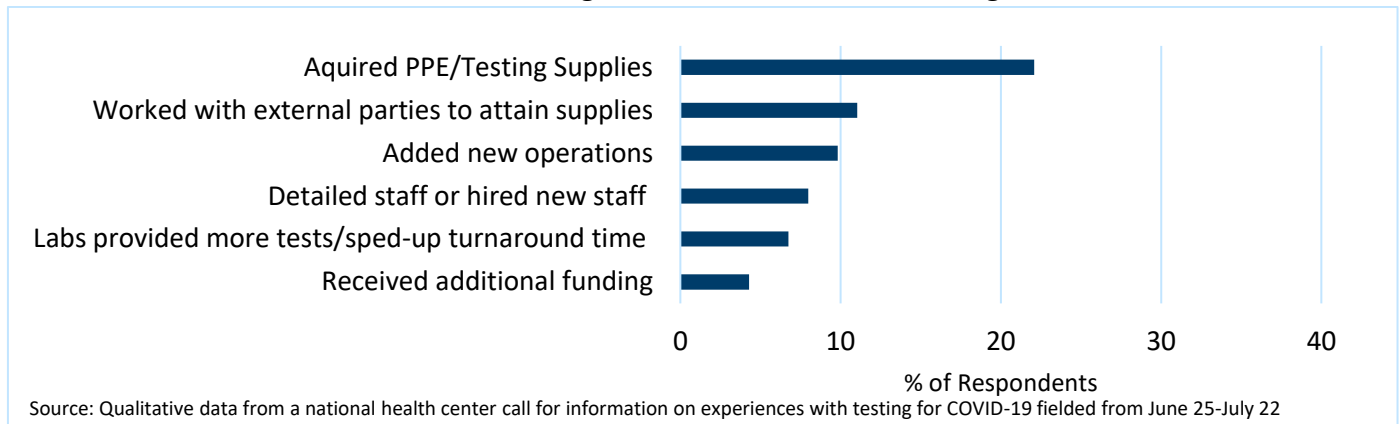 Aquired PPE/Testing Supplies
Worked with external parties to attain supplies
Added new operations
Detailed staff or hired new staff
Labs provided more tests/sped-up turnaround time
Received additional funding
0 10 20 30 40
% of Respondents
Source: Qualitative data from a national health center call for information on experiences with testing for COVID-19 fielded from June 25-July 22